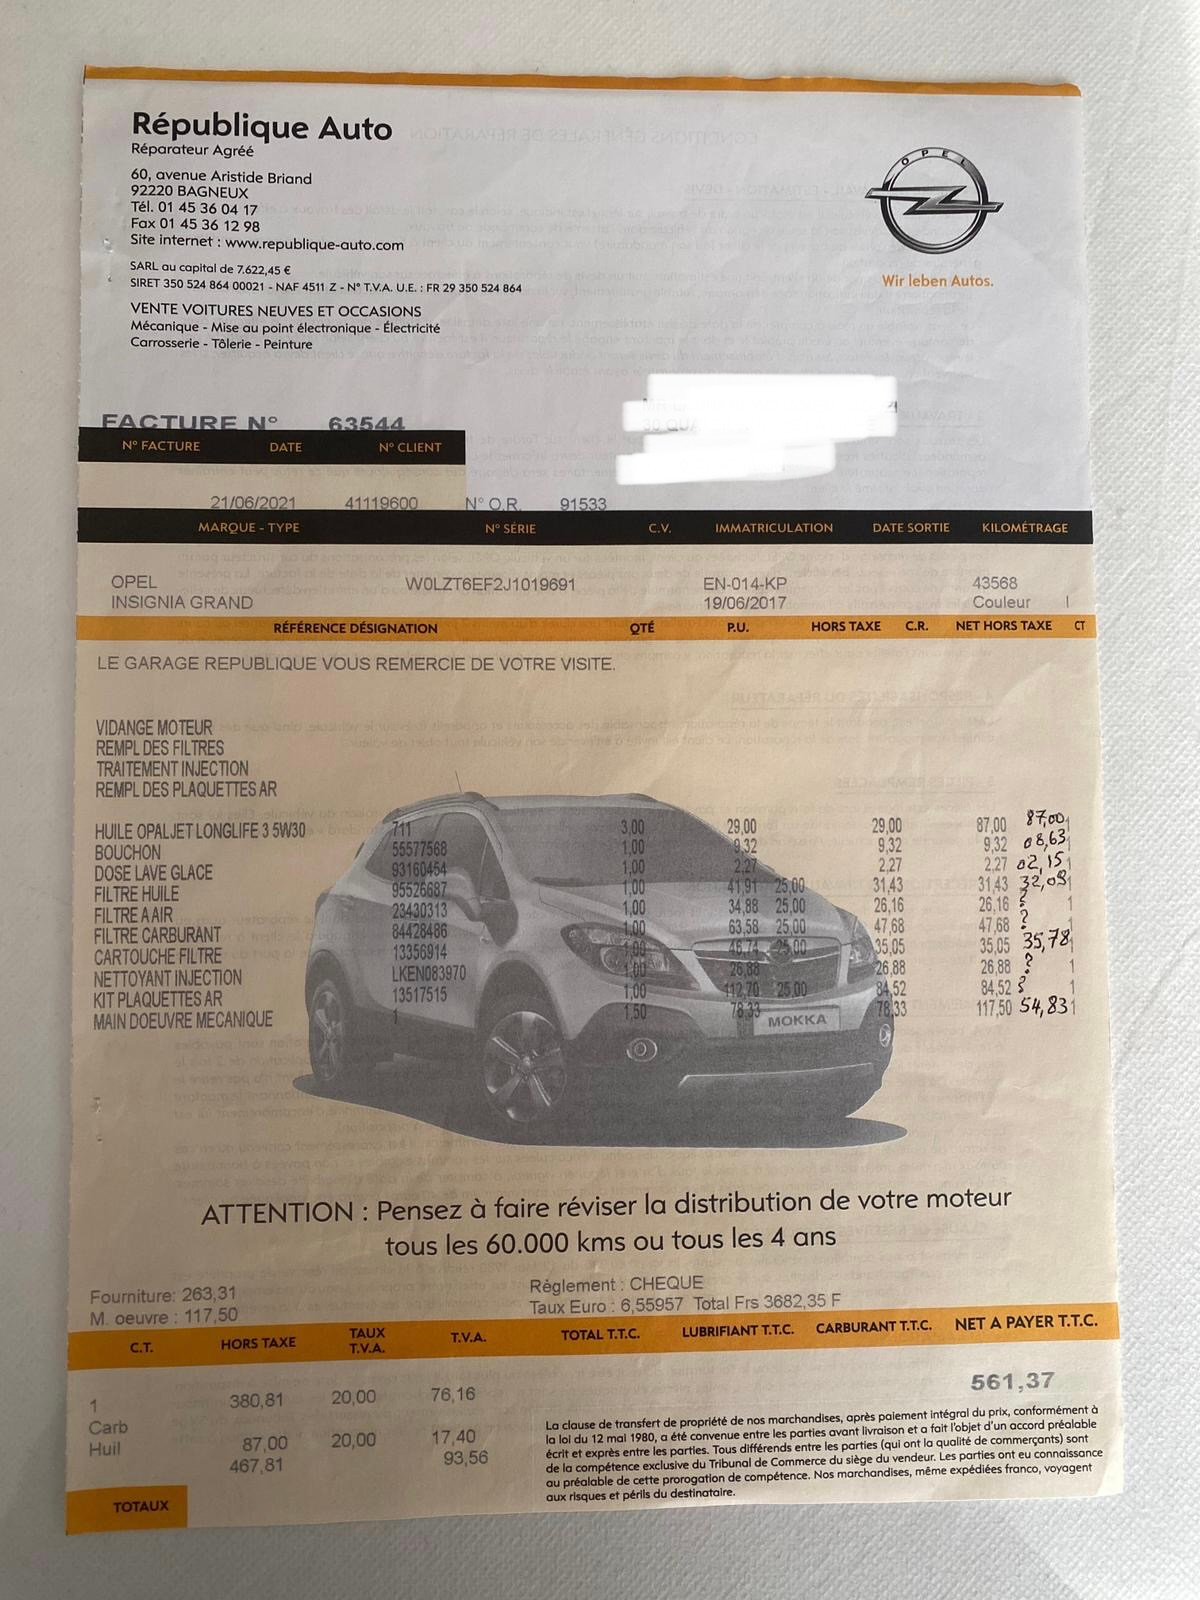 République Auto
Réparateur Agréé
60, avenue Aristide Briand
92220 BAGNEUX
Tél. 01 45 36 04 17
Fax 01 45 36 12 98
Site internet : www.republique-auto.com
SARL au capital de 7.622,45 €
SIRET 350 524 864 00021 - NAF 4511 Z - N° T.V.A. U.E. : FR 29 350 524 864
VENTE VOITURES NEUVES ET OCCASIONS
Mécanique - Mise au point électronique - Électricité
Carrosserie - Tôlerie - Peinture
OPEL
Wir leben Autos.
FACTURE N° 63544
N° FACTURE DATE N° CLIENT
21/06/2021 41119600 N° O.R. 91533
MARQUE - TYPE N° SÉRIE C.V. IMMATRICULATION DATE SORTIE KILOMÉTRAGE
OPEL W0LZT6EF2J1019691 EN-014-KP 43568
INSIGNIA GRAND 19/06/2017 Couleur I
RÉFÉRENCE DÉSIGNATION QTÉ P.U. HORS TAXE C.R. NET HORS TAXE CT
LE GARAGE REPUBLIQUE VOUS REMERCIE DE VOTRE VISITE.
VIDANGE MOTEUR
REMPL DES FILTRES
TRAITEMENT INJECTION
REMPL DES PLAQUETTES AR
HUILE OPALJET LONGLIFE 3 5W30 711 3,00 29,00 29,00 87,00 87,00 1
BOUCHON 55577568 1,00 9,32 9,32 9,32 08,63 1
DOSE LAVE GLACE 93160454 1,00 2,27 2,27 2,27 02,15 1
FILTRE HUILE 95526687 1,00 41,91 25,00 31,43 31,43 32,09 1
FILTRE A AIR 23430313 1,00 34,88 25,00 26,16 26,16 ? 1
FILTRE CARBURANT 84428486 1,00 63,58 25,00 47,68 47,68 ? 1
CARTOUCHE FILTRE 13356914 1,00 46,74 25,00 35,05 35,05 35,78 1
NETTOYANT INJECTION LKEN083970 1,00 26,88 26,88 26,88 ? 1
KIT PLAQUETTES AR 13517515 1,00 112,70 25,00 84,52 84,52 ? 1
MAIN DOEUVRE MECANIQUE 1 1,50 78,33 78,33 117,50 54,83 1
MOKKA
ATTENTION : Pensez à faire réviser la distribution de votre moteur
tous les 60.000 kms ou tous les 4 ans
Fourniture: 263,31 Règlement : CHEQUE
M. oeuvre : 117,50 Taux Euro : 6,55957 Total Frs 3682,35 F
C.T. HORS TAXE TAUX T.V.A. T.V.A. TOTAL T.T.C. LUBRIFIANT T.T.C. CARBURANT T.T.C. NET A PAYER T.T.C.
561,37
1 380,81 20,00 76,16
Carb
Huil 87,00 20,00 17,40
467,81 93,56
TOTAUX
La clause de transfert de propriété de nos marchandises, après paiement intégral du prix, conformément à
la loi du 12 mai 1980, a été convenue entre les parties avant livraison et a fait l'objet d'un accord préalable
écrit et exprès entre les parties. Tous différends entre les parties (qui ont la qualité de commerçants) sont
de la compétence exclusive du Tribunal de Commerce du siège du vendeur. Les parties ont eu connaissance
au préalable de cette prorogation de compétence. Nos marchandises, même expédiées franco, voyagent
aux risques et périls du destinataire.